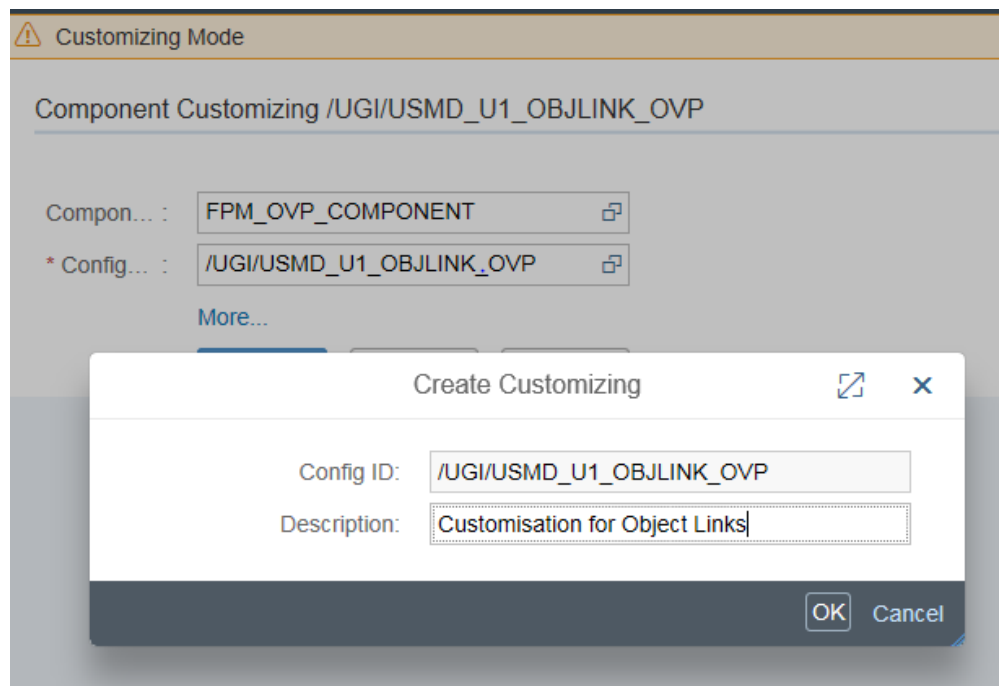 Customizing Mode
Component Customizing /UGI/USMD_U1_OBJLINK_OVP
Compon... : FPM_OVP_COMPONENT
* Config... : /UGI/USMD_U1_OBJLINK_OVP
More...
Create Customizing
Config ID: /UGI/USMD_U1_OBJLINK_OVP
Description: Customisation for Object Links
OK Cancel